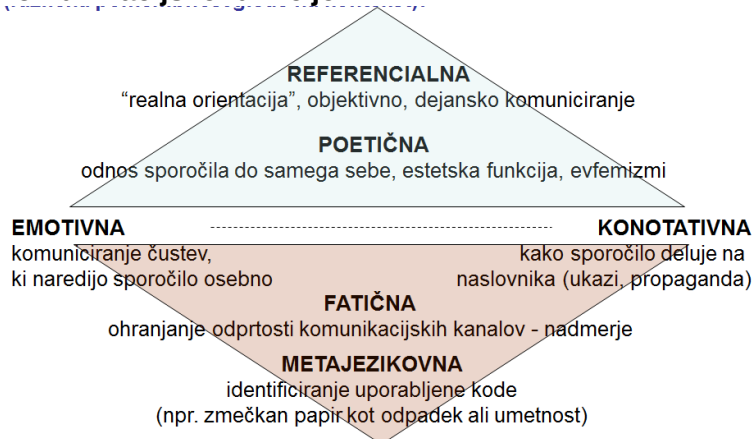 REFERENCIALNA
“realna orientacija”, objektivno, dejansko komuniciranje
POETIČNA
odnos sporočila do samega sebe, estetska funkcija, evfemizmi
EMOTIVNA
komuniciranje čustev,
ki naredijo sporočilo osebno
KONOTATIVNA
kako sporočilo deluje na
naslovnika (ukazi, propaganda)
FATIČNA
ohranjanje odprtosti komunikacijskih kanalov - nadmerje
METAJEZIKOVNA
identificiranje uporabljene kode
(npr. zmečkan papir kot odpadek ali umetnost)